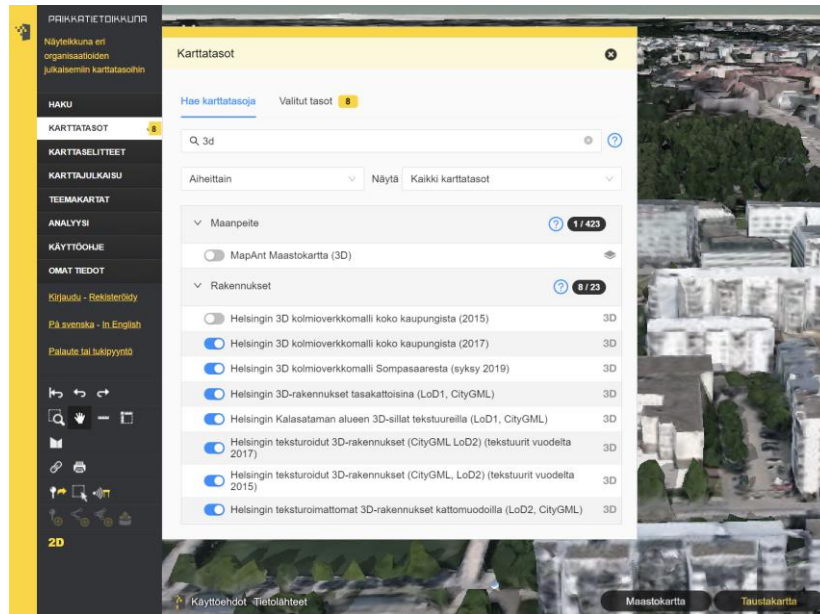 PAIKKATIETOIKKUNA
Näyteikkuna eri
organisaatioiden
julkaisemiin karttatasoihin
HAKU
KARTTATASOT 8
KARTTASELITTEET
KARTTAJULKAISU
TEEMAKARTAT
ANALYYSI
KÄYTTÖOHJE
OMAT TIEDOT
Kirjaudu - Rekisteröidy
På svenska - In English
Palaute tai tukipyyntö
2D
Karttatasot
Hae karttatasoja Valitut tasot 8
3d
Aiheittain Näytä Kaikki karttatasot
Maanpeite 1 / 423
MapAnt Maastokartta (3D)
Rakennukset 8 / 23
Helsingin 3D kolmioverkkomalli koko kaupungista (2015) 3D
Helsingin 3D kolmioverkkomalli koko kaupungista (2017) 3D
Helsingin 3D kolmioverkkomalli Sompasaaresta (syksy 2019) 3D
Helsingin 3D-rakennukset tasakattoisina (LoD1, CityGML) 3D
Helsingin Kalasataman alueen 3D-sillat tekstuureilla (LoD1, CityGML) 3D
Helsingin teksturoidut 3D-rakennukset (CityGML LoD2) (tekstuurit vuodelta
2017) 3D
Helsingin teksturoidut 3D-rakennukset (CityGML, LoD2) (tekstuurit vuodelta
2015) 3D
Helsingin teksturoimattomat 3D-rakennukset kattomuodoilla (LoD2, CityGML) 3D
Käyttöehdot Tietolähteet
Maastokartta Taustakartta